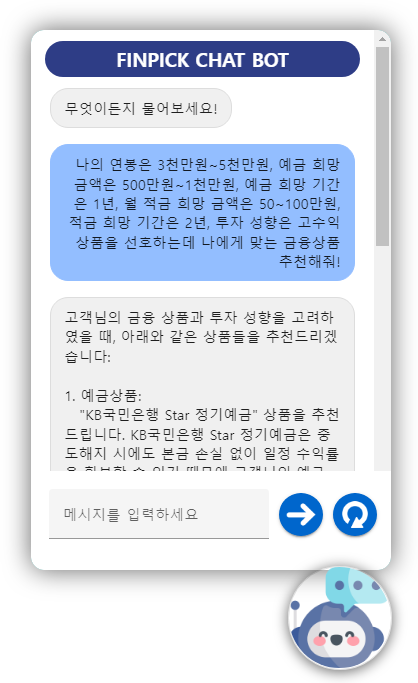 FINPICK CHAT BOT
무엇이든지 물어보세요!
나의 연봉은 3천만원~5천만원, 예금 희망
금액은 500만원~1천만원, 예금 희망 기간
은 1년, 월 적금 희망 금액은 50~100만원,
적금 희망 기간은 2년, 투자 성향은 고수익
상품을 선호하는데 나에게 맞는 금융상품
추천해줘!
고객님의 금융 상품과 투자 성향을 고려하
였을 때, 아래와 같은 상품들을 추천드리겠
습니다:
1. 예금상품:
"KB국민은행 Star 정기예금" 상품을 추천
드립니다. KB국민은행 Star 정기예금은 중
도해지 시에도 본금 손실 없이 일정 수익률
메시지를 입력하세요